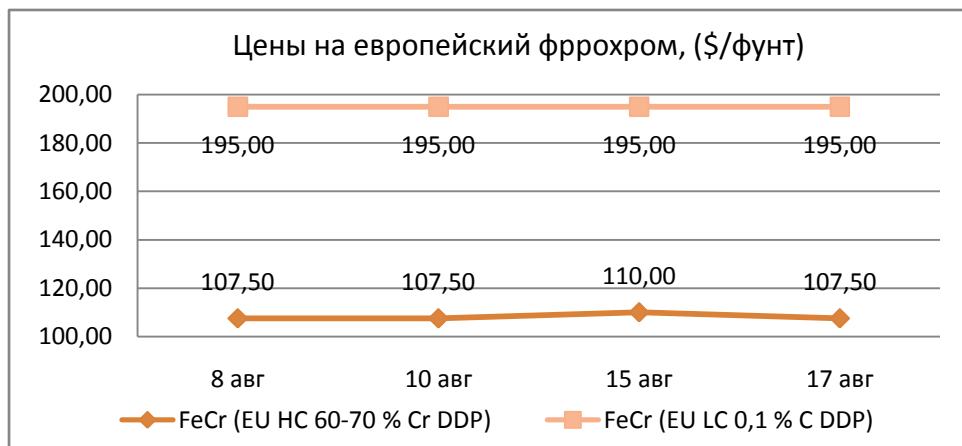 Цены на европейский фррохром, ($/фунт)
200,00
180,00
160,00
140,00
120,00
100,00
195,00 195,00 195,00 195,00
107,50 107,50 110,00 107,50
8 авг 10 авг 15 авг 17 авг
FeCr (EU HC 60-70 % Cr DDP) FeCr (EU LC 0,1 % C DDP)